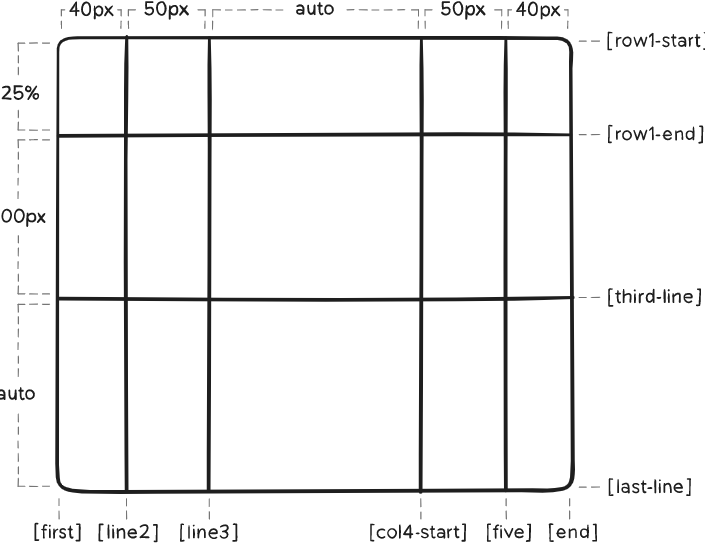 40px 50px auto 50px 40px
[row1-start]
25%
[row1-end]
00px
[third-line]
auto
[last-line]
[first] [line2] [line3] [col4-start] [five] [end]